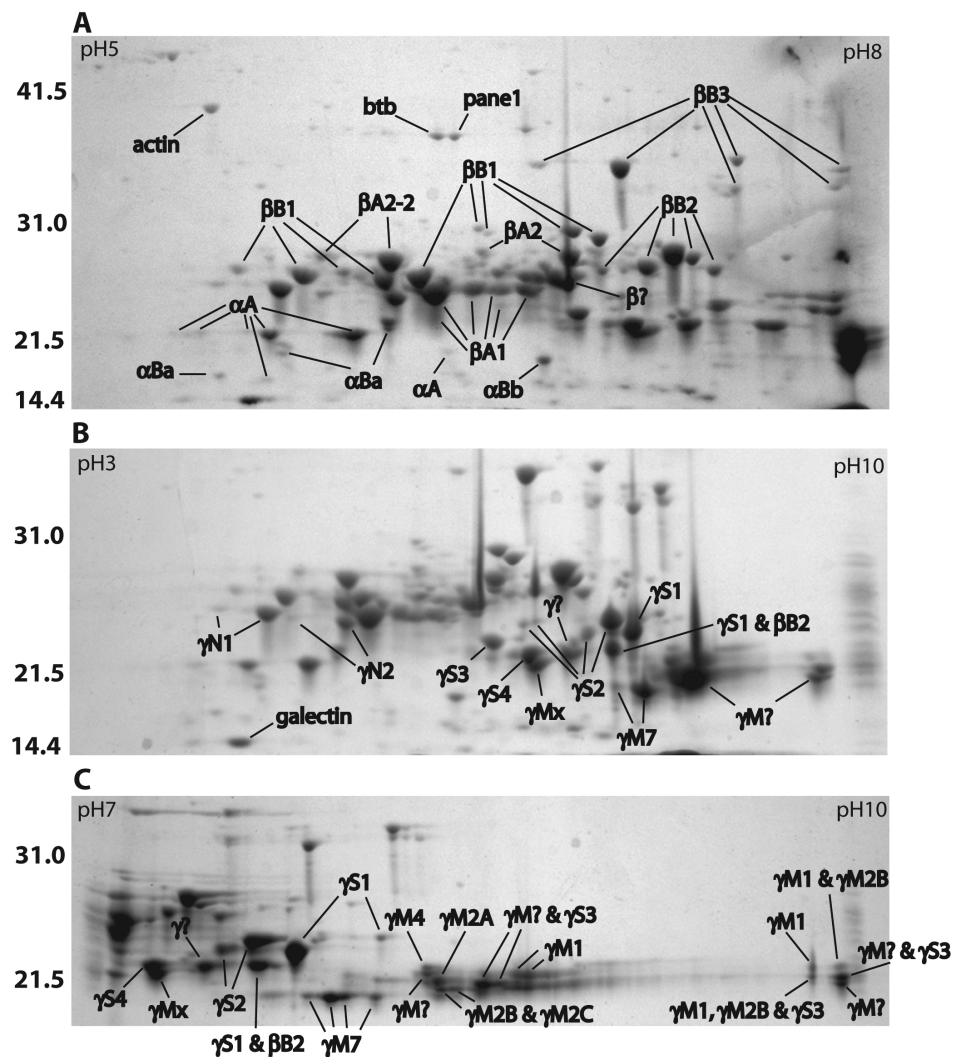 A
pH5 pH8
41.5
βB3
btb pane1
actin
βB1
31.0
βB1 βA2-2 βB2
βA2
αA β?
21.5
βA1
αBa αBa αA αBb
14.4
B
pH3 pH10
31.0
γ? γS1
γS1 & βB2
γN1 γN2
21.5 γS3
γS4 γS2
γMx γM?
galectin
γM7
14.4
C
pH7 pH10
31.0
γM1 & γM2B
γS1
γM4 γM2A γM? & γS3 γM1
γ?
γM1 γM? & γS3
21.5
γS4 γMx γS2 γM? γM2B & γM2C γM1, γM2B & γS3 γM?
γS1 & βB2 γM7